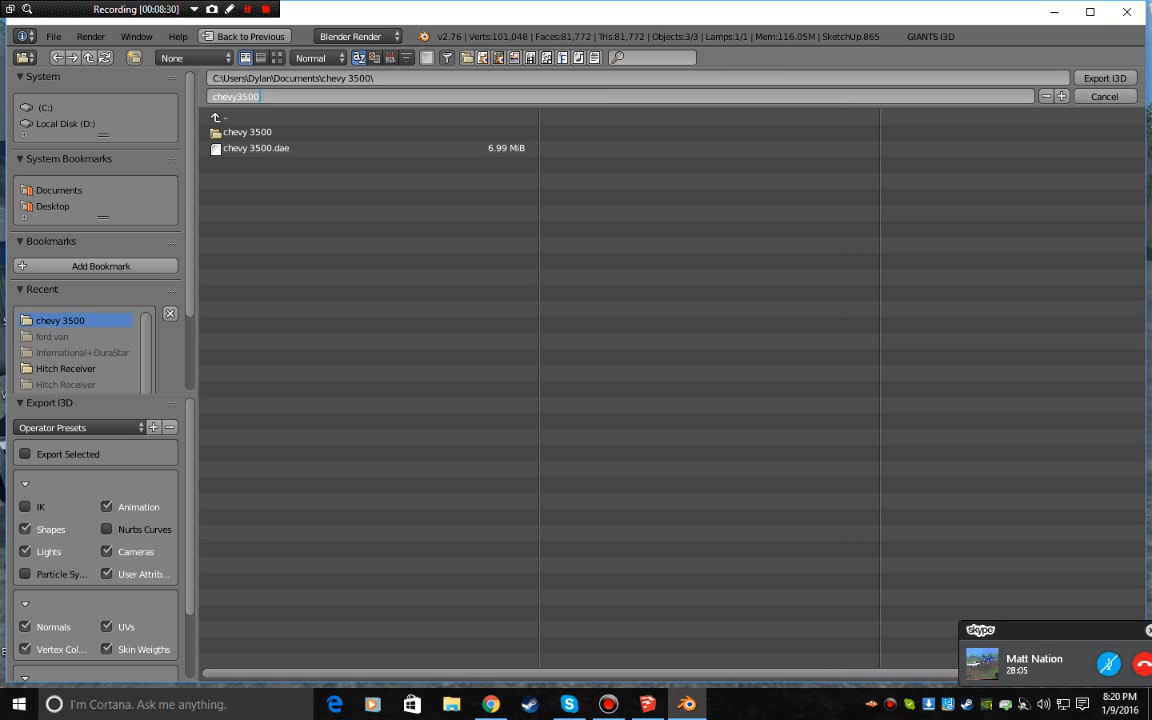 Recording [00:08:30]
File Render Window Help Back to Previous Blender Render v2.76 | Verts:101,048 | Faces:81,772 | Tris:81,772 | Objects:3/3 | Lamps:1/1 | Mem:116.05M | SketchUp.865 GIANTS I3D
None Normal
System
C:\Users\Dylan\Documents\chevy 3500\ Export I3D
chevy3500 Cancel
(C:)
Local Disk (D:)
..
chevy 3500
chevy 3500.dae 6.99 MiB
System Bookmarks
Documents
Desktop
Bookmarks
Add Bookmark
Recent
chevy 3500
ford van
International+DuraStar
Hitch Receiver
Hitch Receiver
Export I3D
Operator Presets
Export Selected
IK Animation
Shapes Nurbs Curves
Lights Cameras
Particle Sy... User Attrib...
Normals UVs
Vertex Col... Skin Weigths
skype
Matt Nation
28:05
I'm Cortana. Ask me anything.
8:20 PM
1/9/2016